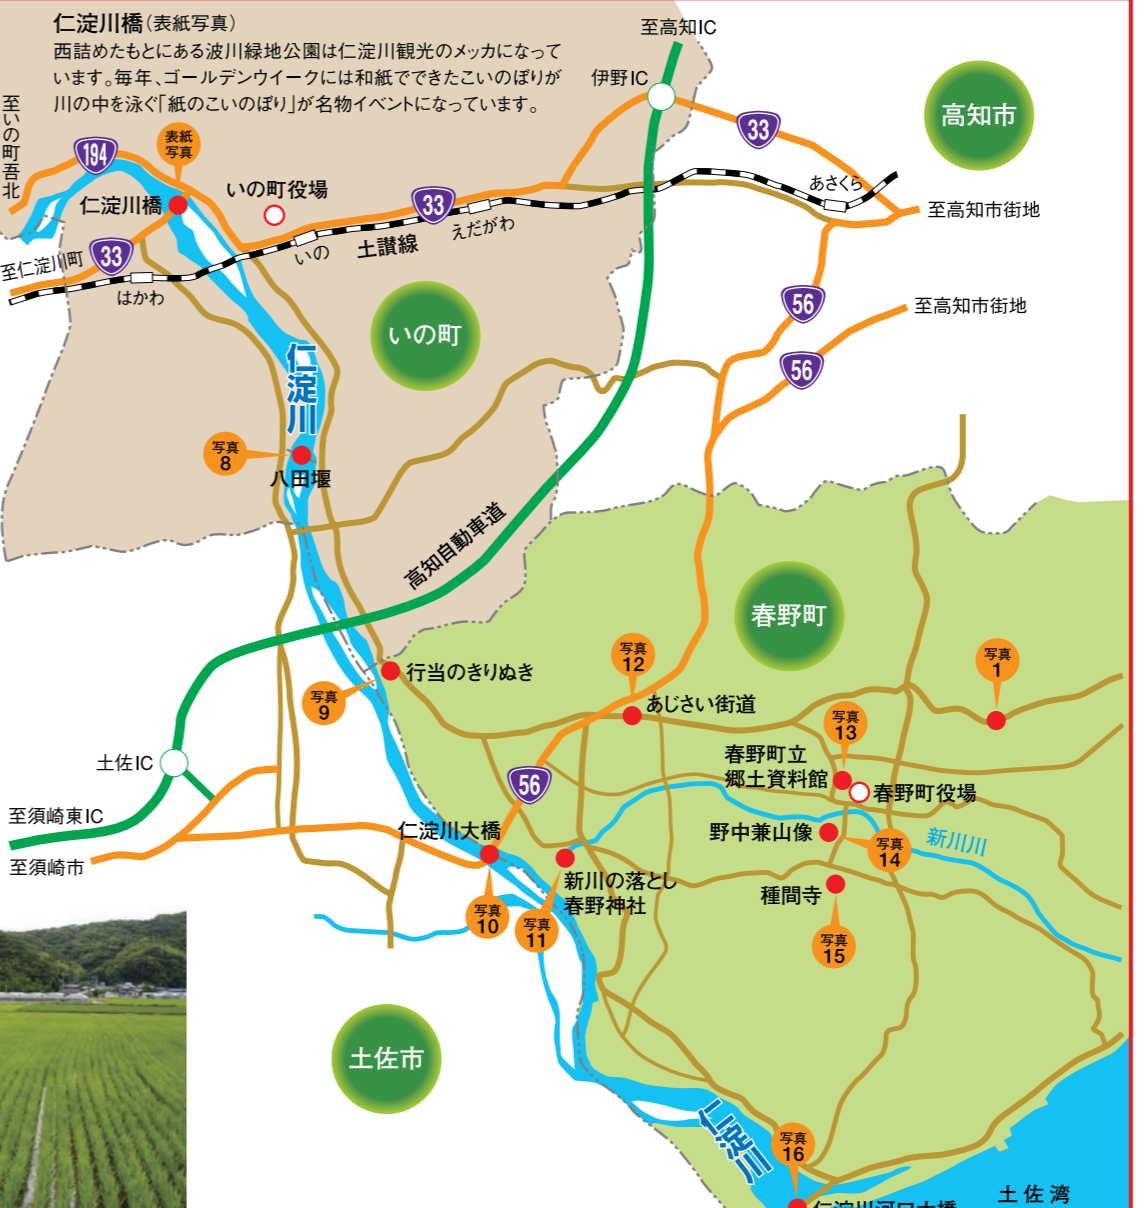 仁淀川橋(表紙写真)
西詰めたもとにある波川緑地公園は仁淀川観光のメッカになって
います。毎年、ゴールデンウイークには和紙でできたこいのぼりが
川の中を泳ぐ「紙のこいのぼり」が名物イベントになっています。
至高知IC
伊野IC
高知市
33
至いの町吾北
194
表紙
写真
仁淀川橋
いの町役場
33
あさくら
至高知市街地
えだがわ
土讃線
いの
33
至仁淀川町
はかわ
56
至高知市街地
いの町
56
仁淀川
写真
8
八田堰
高知自動車道
春野町
写真
12
写真
1
行当のきりぬき
写真
9
あじさい街道
写真
13
春野町立
郷土資料館
春野町役場
土佐IC
56
至須崎東IC
仁淀川大橋
野中兼山像
写真
14
新川川
至須崎市
新川の落とし
春野神社
種間寺
写真
10
写真
11
写真
15
土佐市
仁淀川
写真
16
土佐湾
仁淀川河口大橋